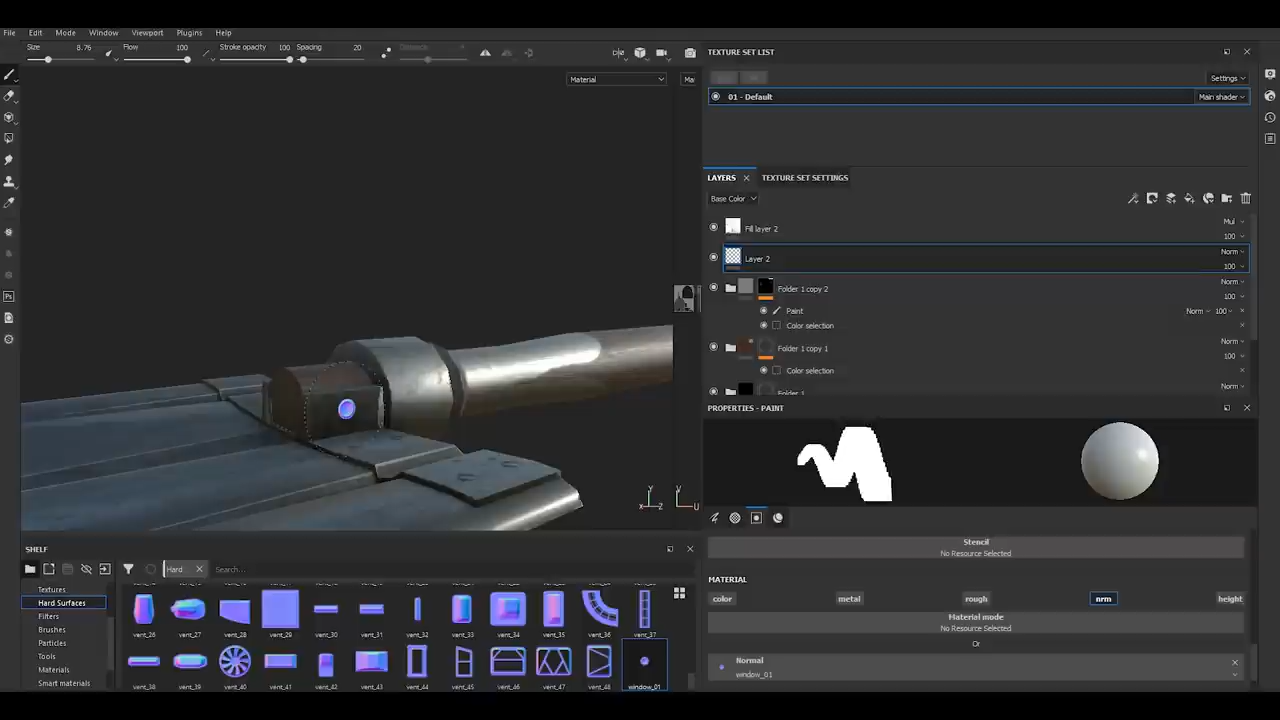 File Edit Mode Window Viewport Plugins Help
Size 8.76 Flow 100 Stroke opacity 100 Spacing 20 Distance
Material
Ma
TEXTURE SET LIST
Settings
01 - Default
Main shader
LAYERS TEXTURE SET SETTINGS
Base Color
Fill layer 2
Mul
100
Layer 2
Norm
100
Folder 1 copy 2
Norm
100
Paint
Norm 100
Color selection
Folder 1 copy 1
Norm
100
Color selection
Folder 1
Norm
PROPERTIES - PAINT
Stencil
No Resource Selected
MATERIAL
color metal rough nrm height
Material mode
No Resource Selected
Or
Normal
window_01
Y
X Z
V
U
SHELF
Hard
Search...
Textures
Hard Surfaces
Filters
Brushes
Particles
Tools
Materials
Smart materials
vent_26 vent_27 vent_28 vent_29 vent_30 vent_31 vent_32 vent_33 vent_34 vent_35 vent_36 vent_37
vent_38 vent_39 vent_40 vent_41 vent_42 vent_43 vent_44 vent_45 vent_46 vent_47 vent_48 window_01
Ps